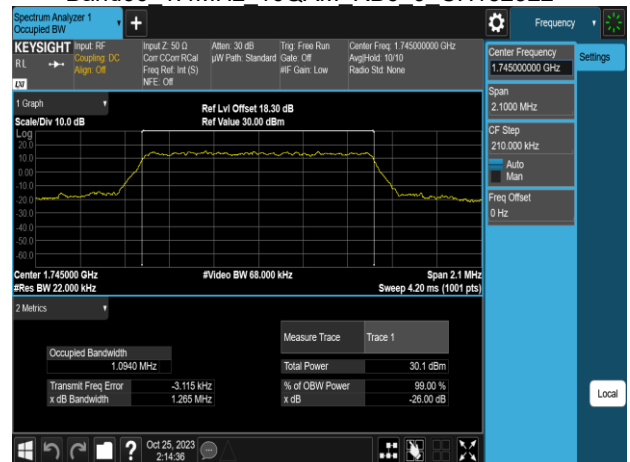 Spectrum Analyzer 1
Occupied BW
Frequency
KEYSIGHT
Input: RF
Coupling: DC
Align: Off
Input Z: 50 Ω
Corr CCorr RCal
Freq Ref: Int (S)
NFE: Off
Atten: 30 dB
µW Path: Standard
Trig: Free Run
Gate: Off
#IF Gain: Low
Center Freq: 1.745000000 GHz
Avg|Hold: 10/10
Radio Std: None
RL
LXI
Center Frequency
1.745000000 GHz
Settings
Span
2.1000 MHz
CF Step
210.000 kHz
Auto
Man
Freq Offset
0 Hz
1 Graph
Scale/Div 10.0 dB
Ref Lvl Offset 18.30 dB
Ref Value 30.00 dBm
Log
20.0
10.0
0.00
-10.0
-20.0
-30.0
-40.0
-50.0
-60.0
Center 1.745000 GHz
#Video BW 68.000 kHz
Span 2.1 MHz
#Res BW 22.000 kHz
Sweep 4.20 ms (1001 pts)
2 Metrics
Measure Trace
Trace 1
Occupied Bandwidth
1.0940 MHz
Total Power
30.1 dBm
Transmit Freq Error
-3.115 kHz
% of OBW Power
99.00 %
x dB Bandwidth
1.265 MHz
x dB
-26.00 dB
Local
?
Oct 25, 2023
2:14:36